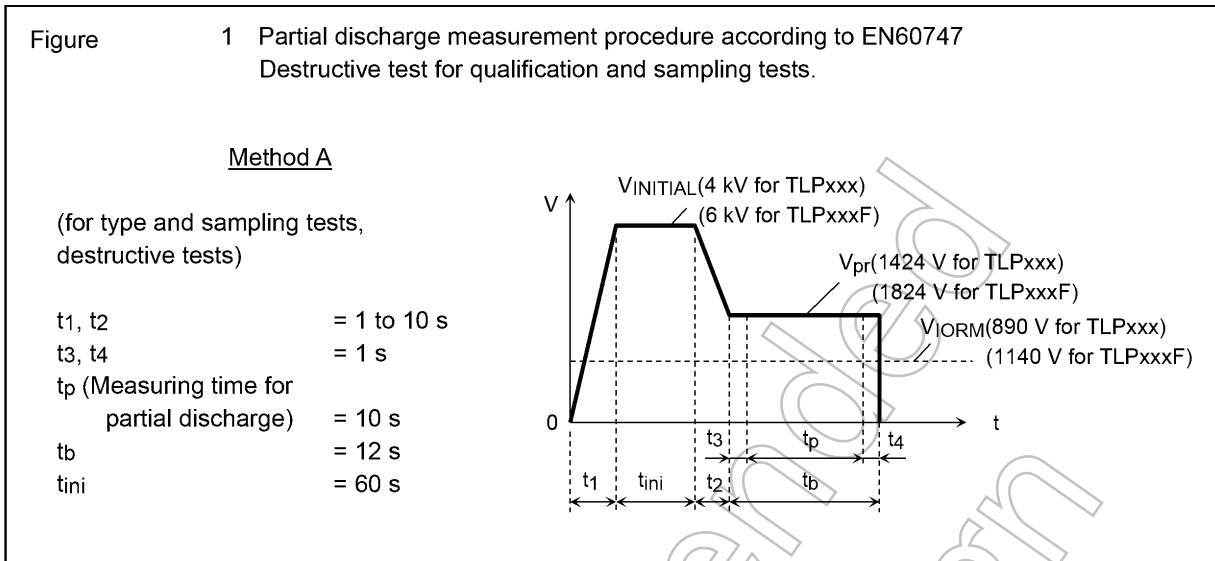 Figure 1 Partial discharge measurement procedure according to EN60747
Destructive test for qualification and sampling tests.
Method A
(for type and sampling tests,
destructive tests)
t1, t2 = 1 to 10 s
t3, t4 = 1 s
tp (Measuring time for
partial discharge) = 10 s
tb = 12 s
tini = 60 s
V
VINITIAL(4 kV for TLPxxx)
(6 kV for TLPxxxF)
Vpr(1424 V for TLPxxx)
(1824 V for TLPxxxF)
VIORM(890 V for TLPxxx)
(1140 V for TLPxxxF)
0
t
t3 tp t4
t1 tini t2 tb